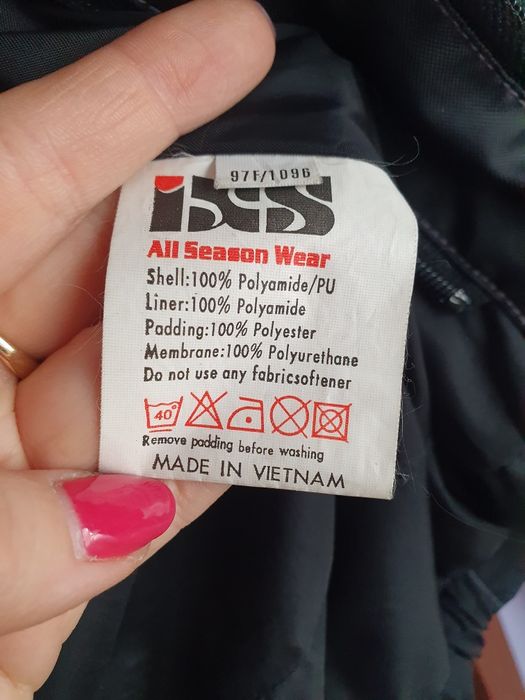 97F/1096
ixs
All Season Wear
Shell:100% Polyamide/PU
Liner:100% Polyamide
Padding:100% Polyester
Membrane:100% Polyurethane
Do not use any fabricsoftener
40°
Remove padding before washing
MADE IN VIETNAM